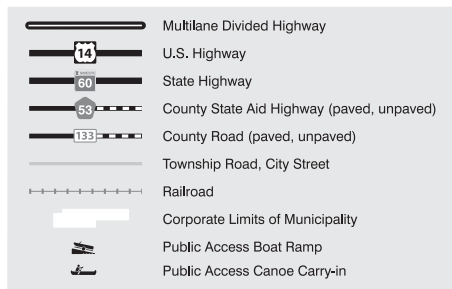 Multilane Divided Highway
14 U.S. Highway
60 State Highway
53 County State Aid Highway (paved, unpaved)
133 County Road (paved, unpaved)
Township Road, City Street
Railroad
Corporate Limits of Municipality
Public Access Boat Ramp
Public Access Canoe Carry-in